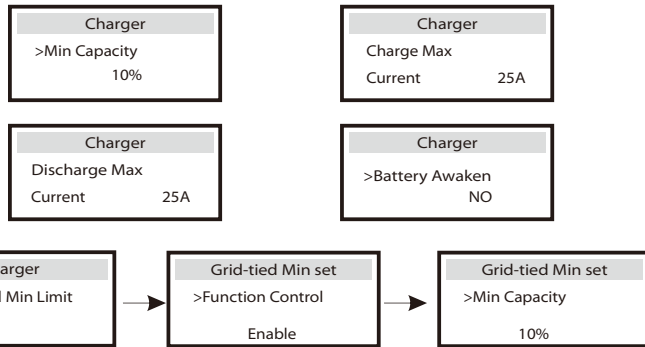 Charger
>Min Capacity
10%
Charger
Charge Max
Current 25A
Charger
Discharge Max
Current 25A
Charger
>Battery Awaken
NO
Min Limit
Grid-tied Min set
>Function Control
Enable
Grid-tied Min set
>Min Capacity
10%